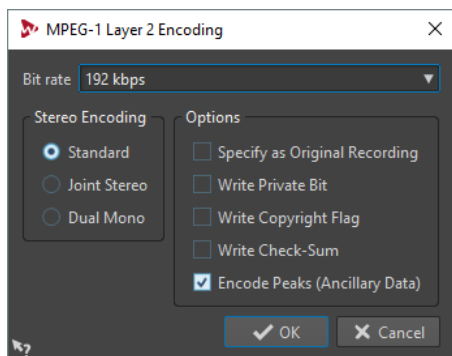 MPEG-1 Layer 2 Encoding
Bit rate 192 kbps
Stereo Encoding
Standard
Joint Stereo
Dual Mono
Options
Specify as Original Recording
Write Private Bit
Write Copyright Flag
Write Check-Sum
Encode Peaks (Ancillary Data)
OK
Cancel
?